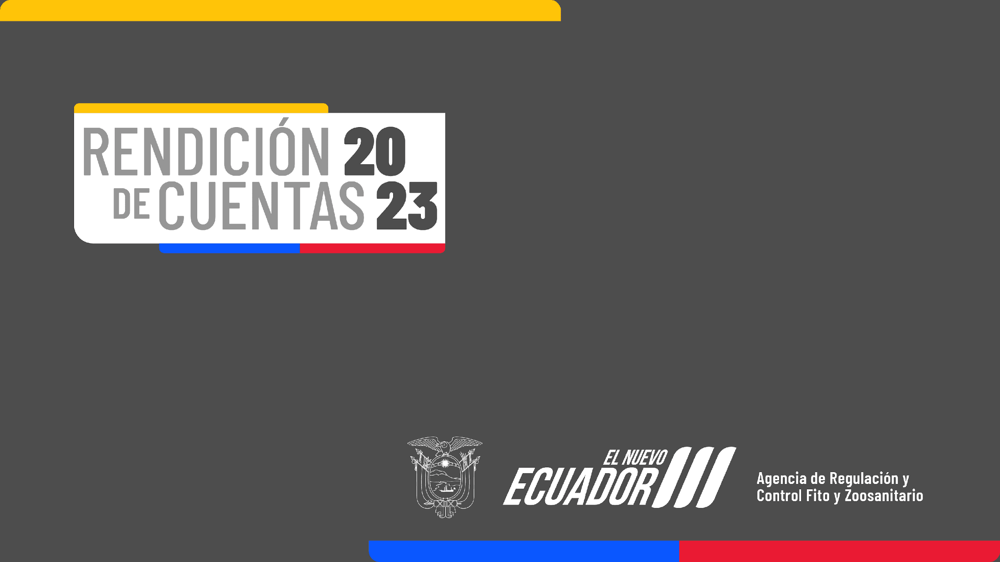 RENDICIÓN 20
DE CUENTAS 23
EL NUEVO
ECUADOR
Agencia de Regulación y
Control Fito y Zoosanitario